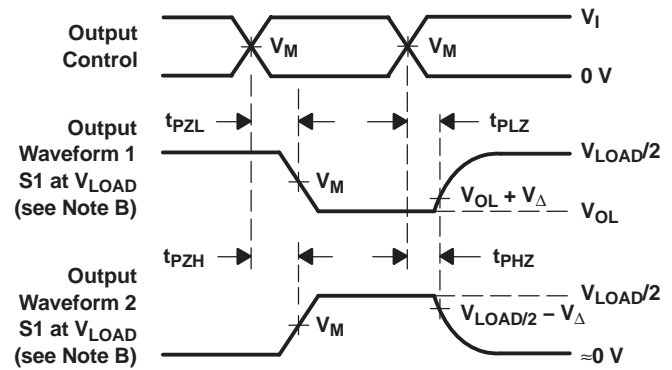 Output
Control
V_M
V_M
V_I
0 V
t_PZL
t_PLZ
Output
Waveform 1
S1 at V_LOAD
(see Note B)
V_M
V_LOAD/2
V_OL + V_Δ
V_OL
t_PZH
t_PHZ
Output
Waveform 2
S1 at V_LOAD
(see Note B)
V_M
V_LOAD/2
V_LOAD/2 – V_Δ
≈0 V